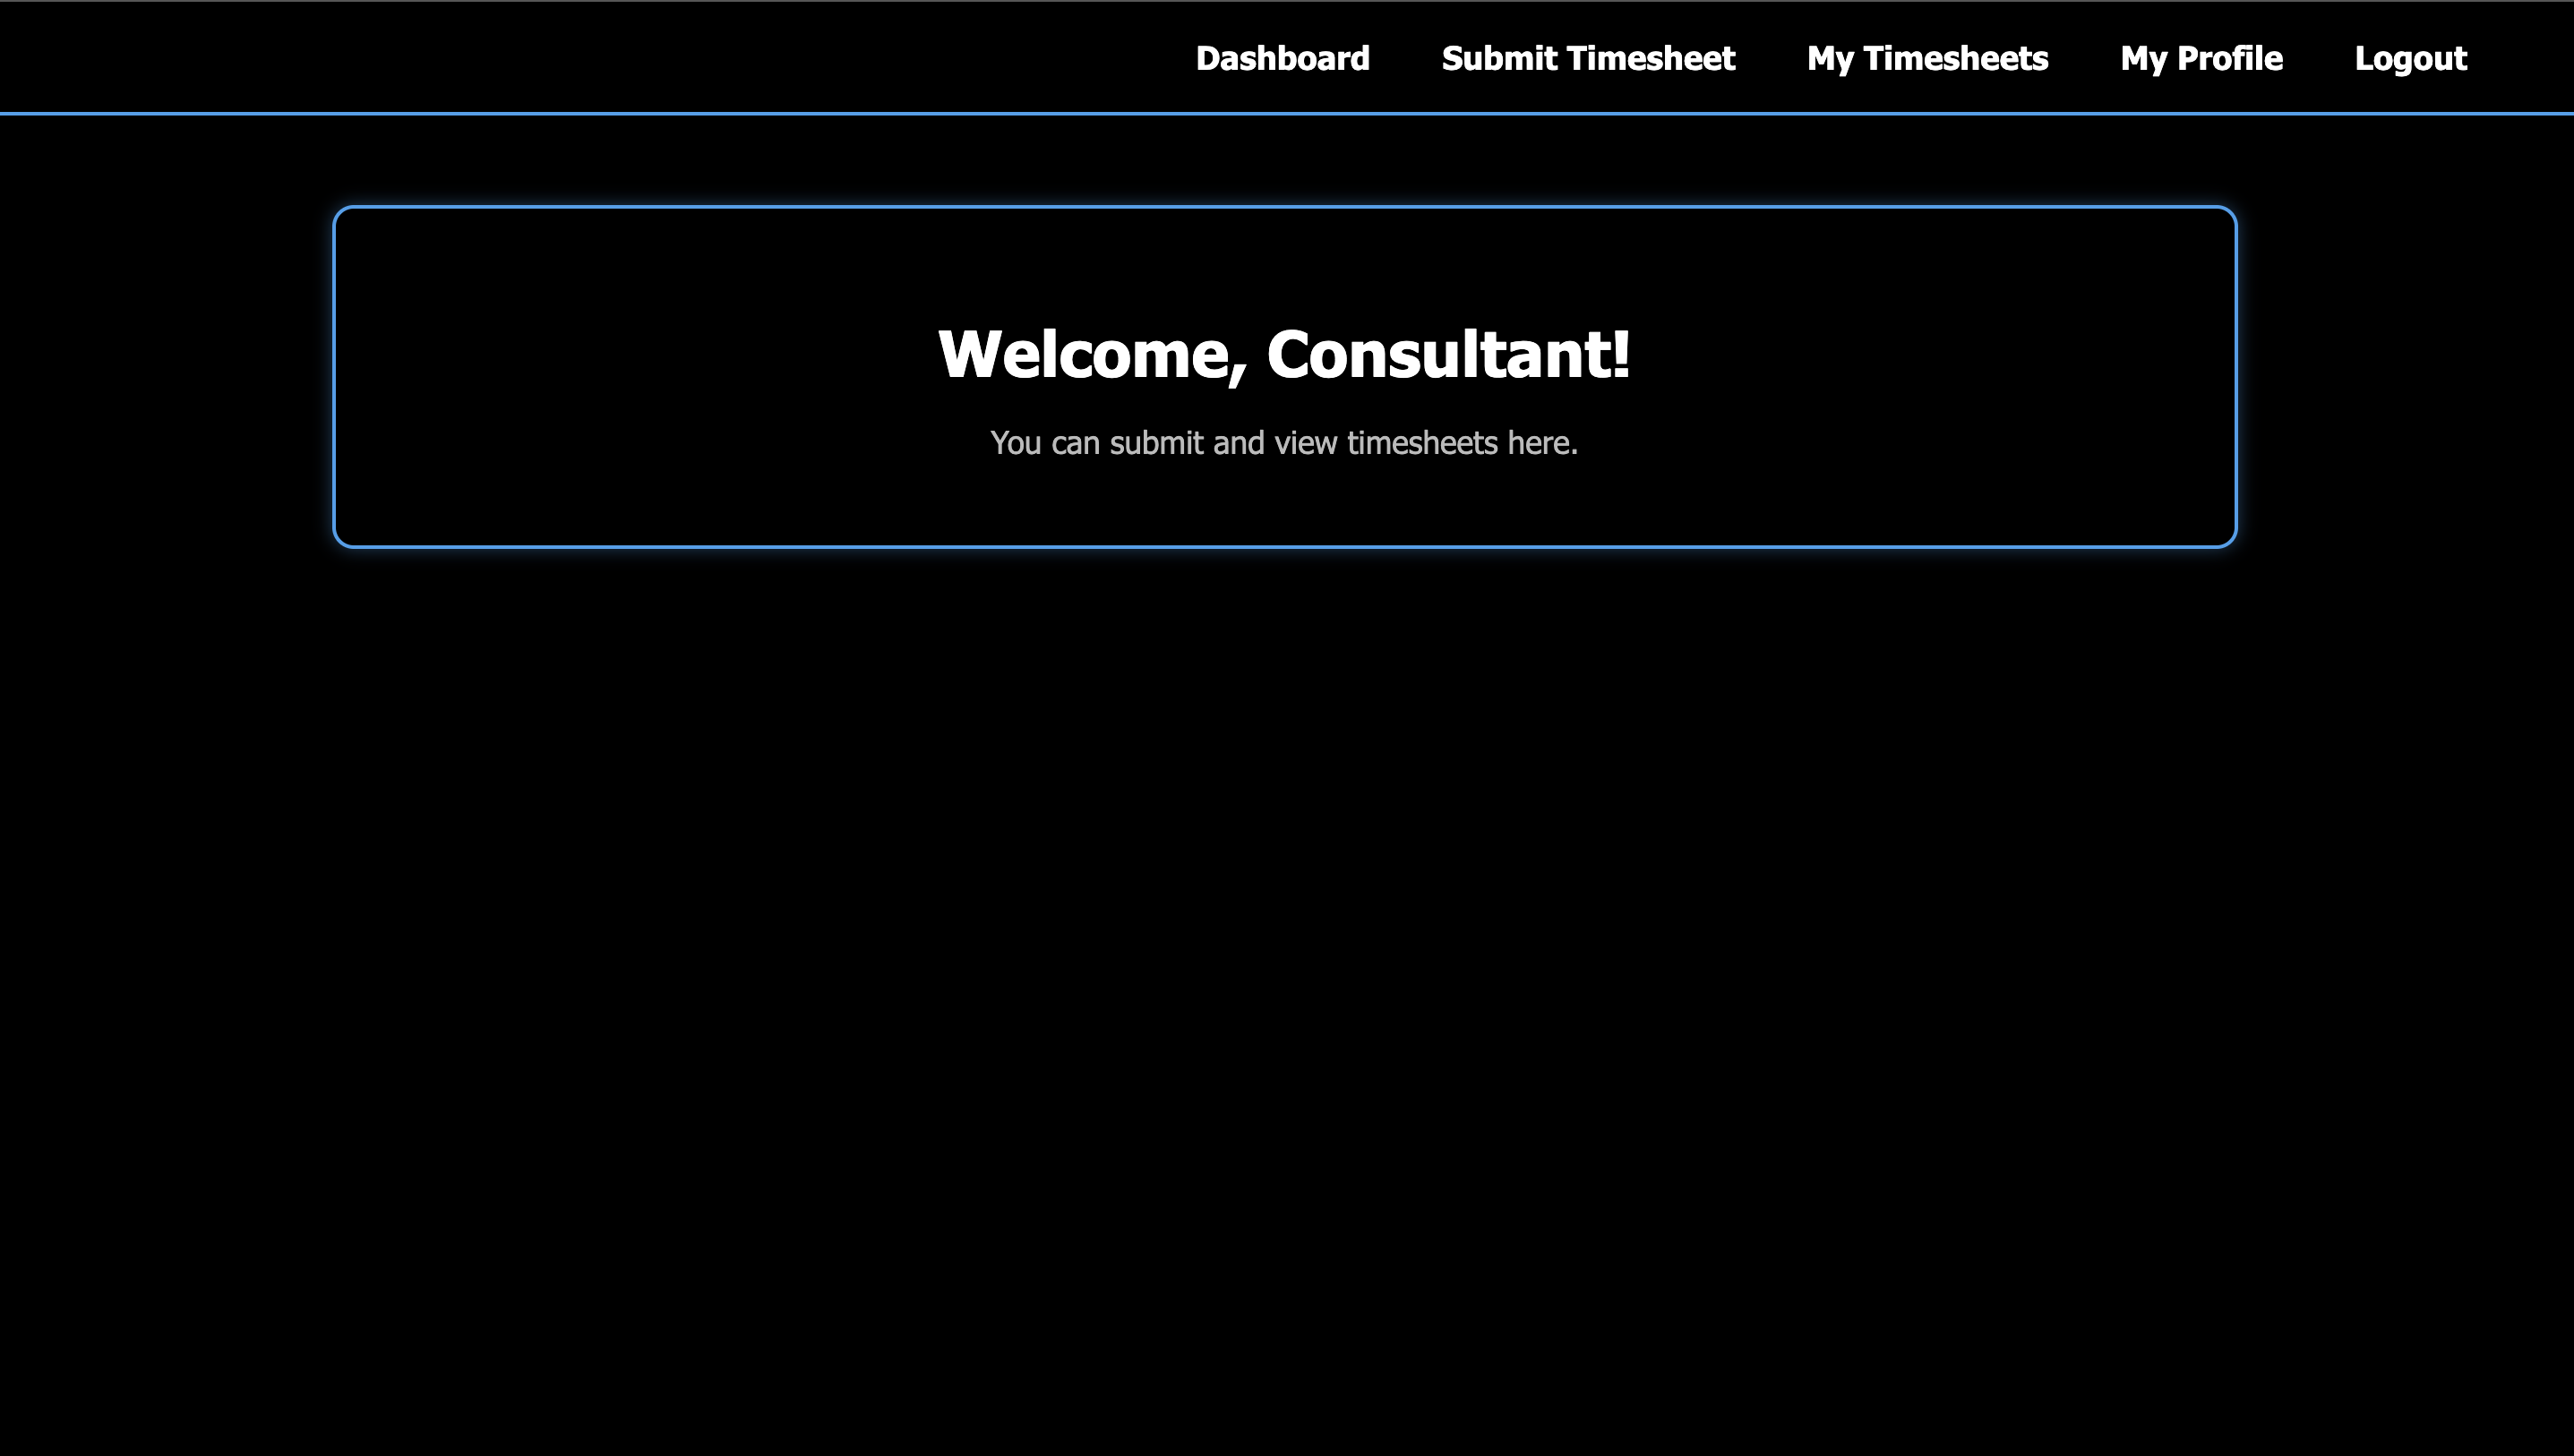 Dashboard Submit Timesheet My Timesheets My Profile Logout
Welcome, Consultant!
You can submit and view timesheets here.